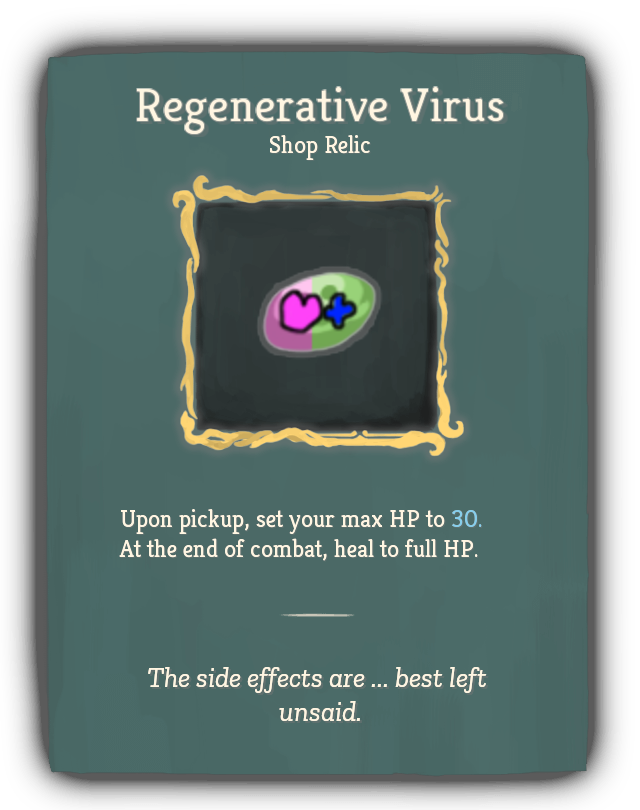 Regenerative Virus
Shop Relic
Upon pickup, set your max HP to 30.
At the end of combat, heal to full HP.
The side effects are ... best left
unsaid.